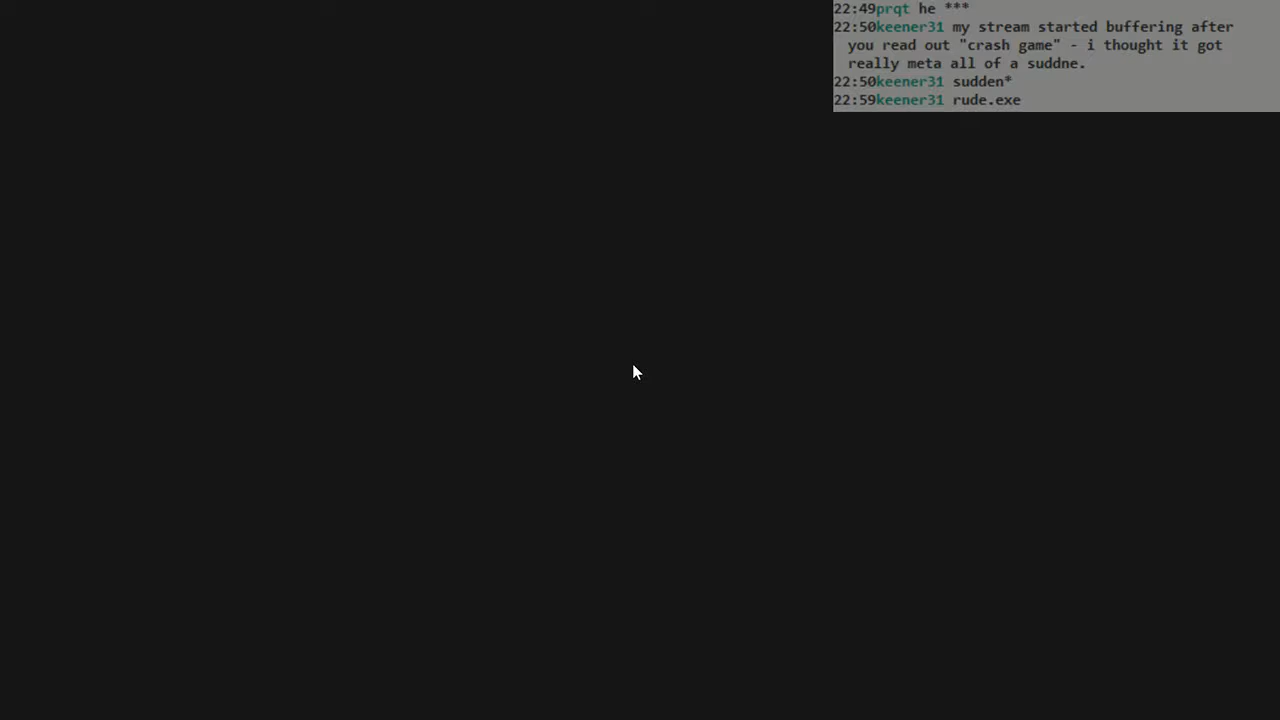 22:49prqt he ***
22:50keener31 my stream started buffering after
you read out "crash game" - i thought it got
really meta all of a suddne.
22:50keener31 sudden*
22:59keener31 rude.exe